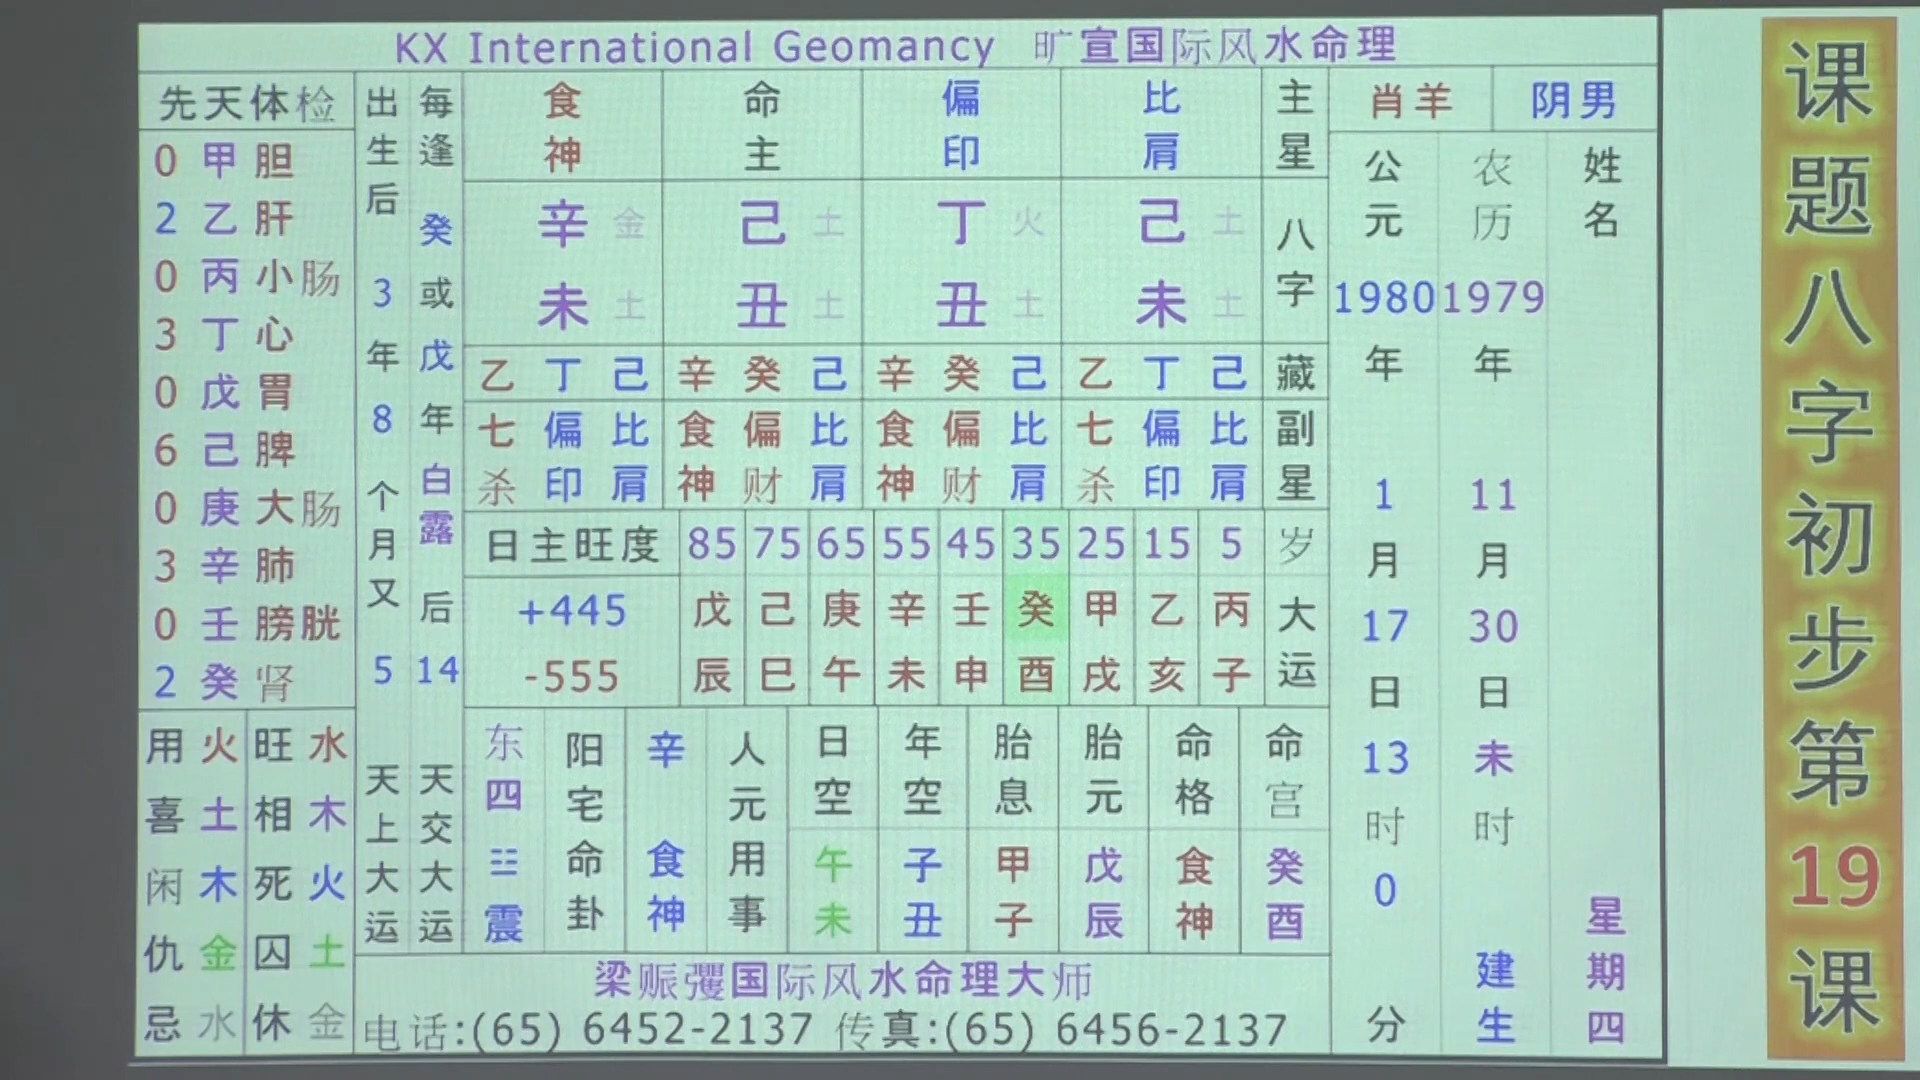 KX International Geomancy 旷宣国际风水命理
先天体检
0 甲 胆
2 乙 肝
0 丙 小肠
3 丁 心
0 戊 胃
6 己 脾
0 庚 大肠
3 辛 肺
0 壬 膀胱
2 癸 肾
用 火 旺 水
喜 土 相 木
闲 木 死 火
仇 金 囚 土
忌 水 休 金
出生后 3 年 8 个月又 5 天上大运
每逢 癸或戊年 白露后 14 天交大运
食神 命主 偏印 比肩 主星
辛 金 己 土 丁 火 己 土 八字
未 土 丑 土 丑 土 未 土
乙 丁 己 辛 癸 己 辛 癸 己 乙 丁 己 藏
七杀 偏印 比肩 食神 偏财 比肩 食神 偏财 比肩 七杀 偏印 比肩 副星
日主旺度 85 75 65 55 45 35 25 15 5 岁
+445 戊 己 庚 辛 壬 癸 甲 乙 丙 大运
-555 辰 巳 午 未 申 酉 戌 亥 子
东四 ☳ 震 阳宅命卦 辛 食神 人元用事 日空 年空 胎息 胎元 命格 命宫
午未 子丑 甲子 戊辰 食神 癸酉
梁赈彏国际风水命理大师
电话:(65) 6452-2137 传真:(65) 6456-2137
肖羊 阴男
公元 1980 年 1 月 17 日 13 时 0 分
农历 1979 年 11 月 30 日 未 时 建生
姓名 星期四
课题八字初步第19课